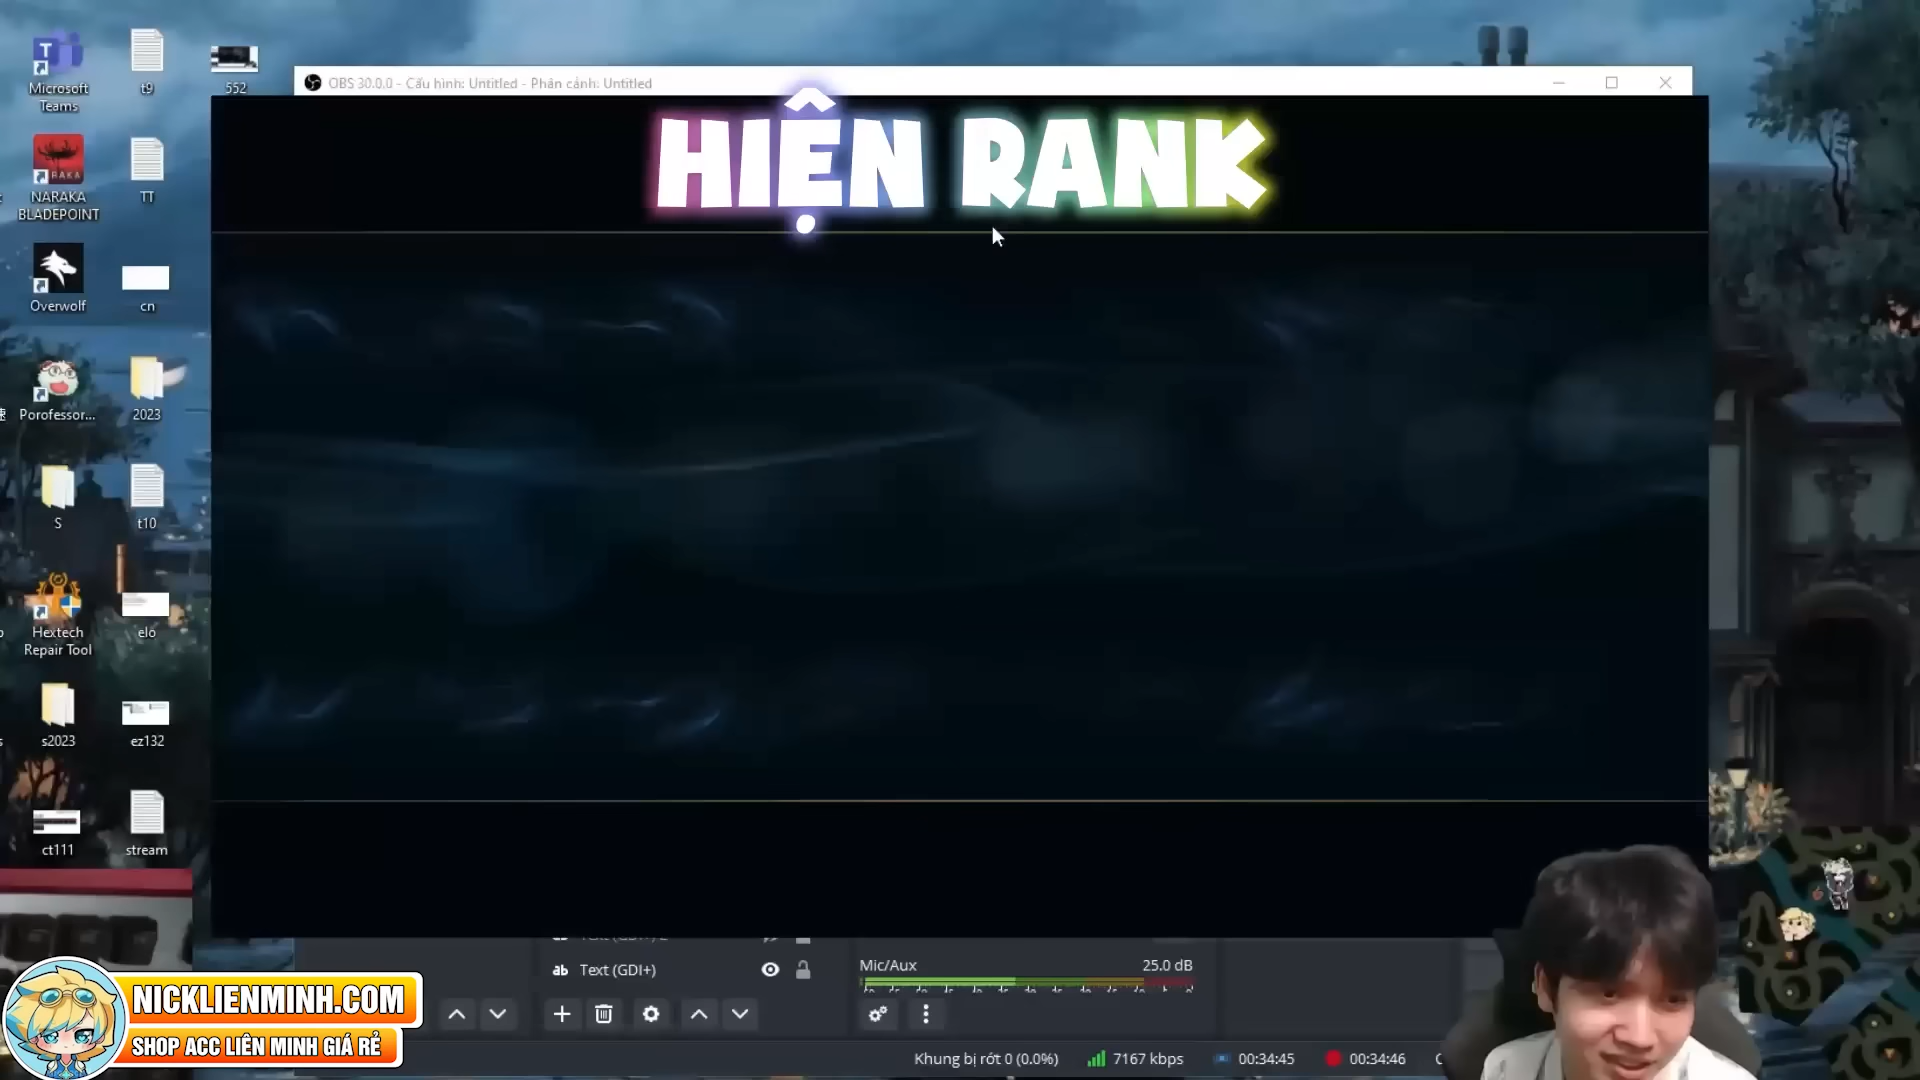 Microsoft
Teams
t9
552
OBS 30.0.0 - Cấu hình: Untitled - Phân cảnh: Untitled
HIỆN RANK
NARAKA
BLADEPOINT
TT
Overwolf
cn
Porofessor...
2023
S
t10
Hextech
Repair Tool
elo
s2023
ez132
ct111
stream
ab Text (GDI+)
Mic/Aux
25.0 dB
NICKLIENMINH.COM
SHOP ACC LIÊN MINH GIÁ RẺ
Khung bị rớt 0 (0.0%)
7167 kbps
00:34:45
00:34:46